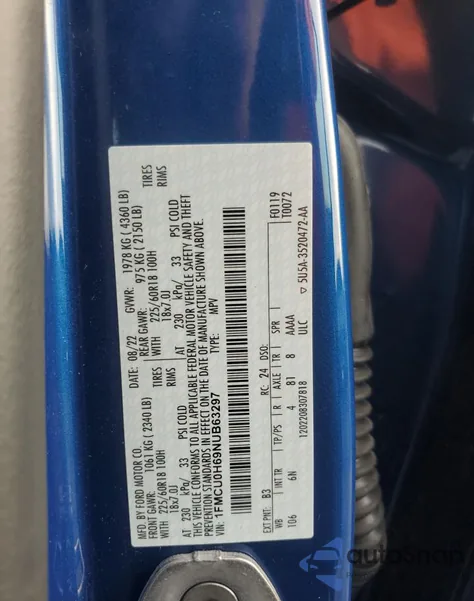 MFD BY FORD MOTOR CO.
DATE: 08/22 GVWR: 1978 KG ( 4360 LB)
FRONT GAWR: 1061 KG ( 2340 LB) REAR GAWR: 975 KG ( 2150 LB)
WITH TIRES WITH TIRES
225/60R18 100H RIMS 225/60R18 100H RIMS
18x7.0J 18x7.0J
AT 230 kPa/ 33 PSI COLD AT 230 kPa/ 33 PSI COLD
THIS VEHICLE CONFORMS TO ALL APPLICABLE FEDERAL MOTOR VEHICLE SAFETY AND THEFT
PREVENTION STANDARDS IN EFFECT ON THE DATE OF MANUFACTURE SHOWN ABOVE.
VIN: 1FMCU0H69NUB63297 TYPE: MPV
F0119
T0072
EXT PNT: B3 RC: 24 DSO:
WB INT TR TP/PS R AXLE TR SPR
106 6N 4 81 8 AAAA
ULC
1202208307818 5U5A-3520472-AA
autoSnap